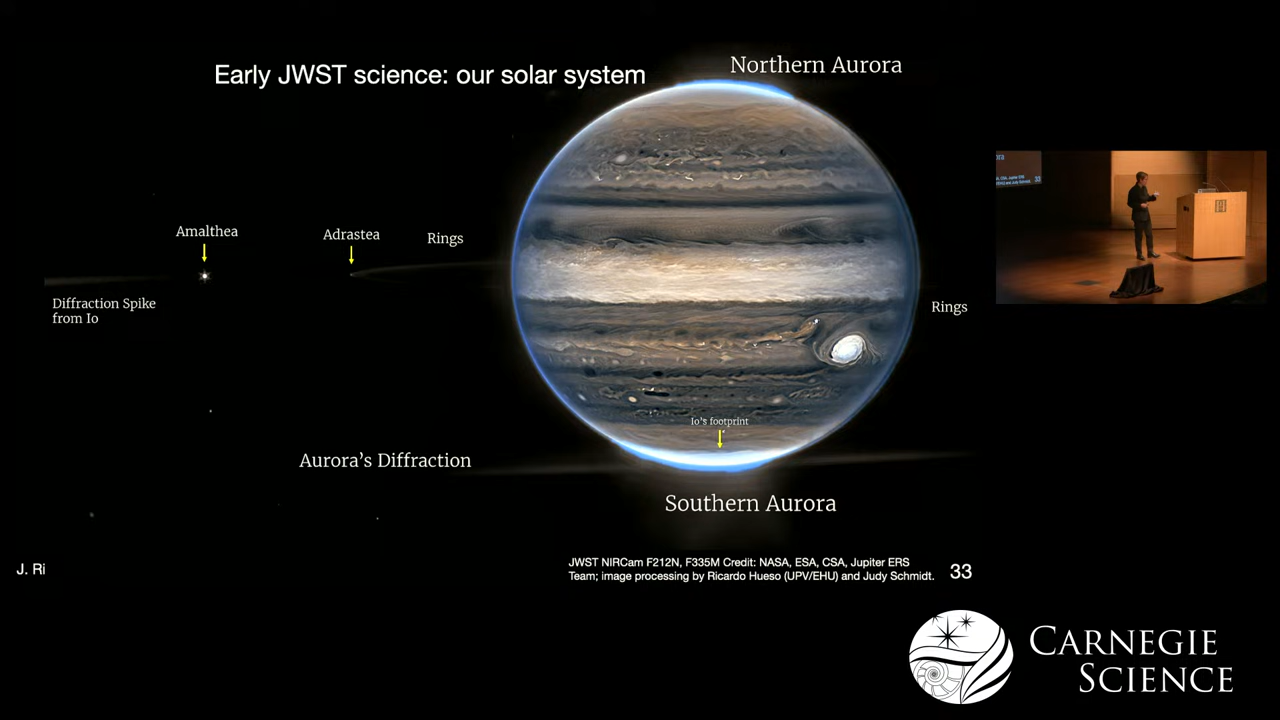 Early JWST science: our solar system
Northern Aurora
Amalthea
Adrastea
Rings
Diffraction Spike
from Io
Rings
Io's footprint
Aurora's Diffraction
Southern Aurora
J. Ri
JWST NIRCam F212N, F335M Credit: NASA, ESA, CSA, Jupiter ERS
Team; image processing by Ricardo Hueso (UPV/EHU) and Judy Schmidt.
33
CARNEGIE
SCIENCE